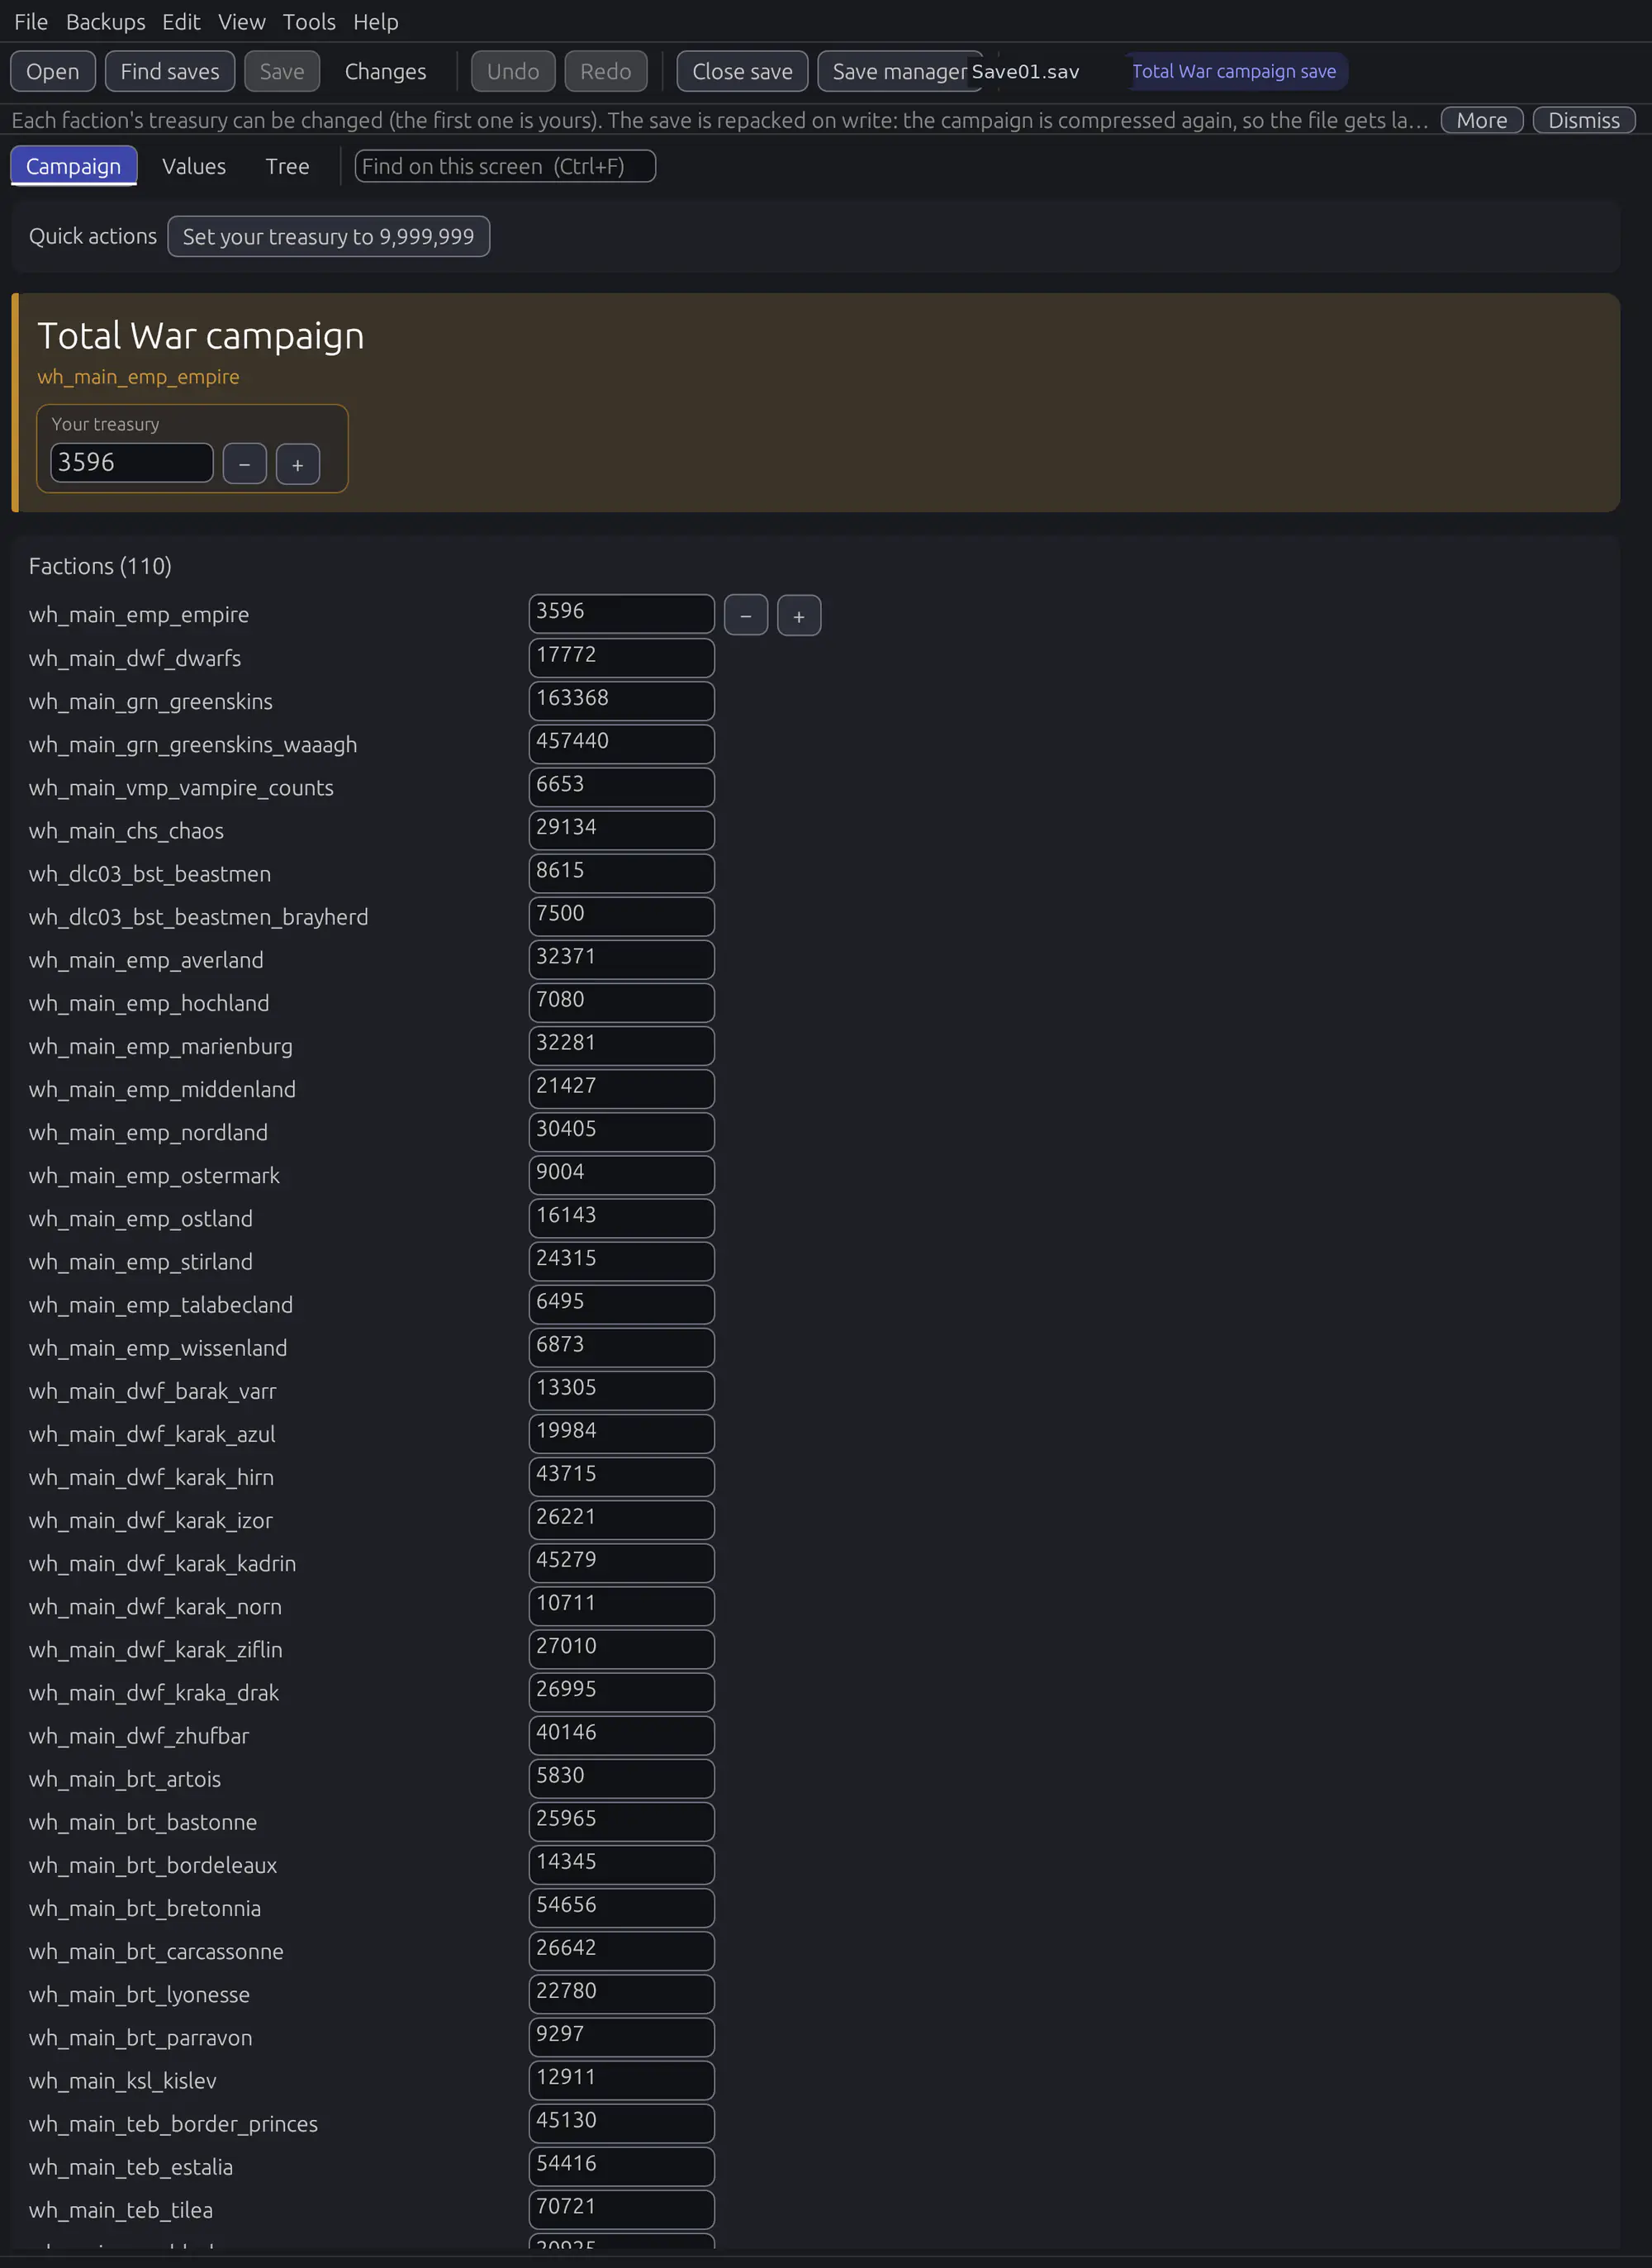 File Backups Edit View Tools Help
Open Find saves Save Changes Undo Redo Close save Save manager Save01.sav Total War campaign save
Each faction's treasury can be changed (the first one is yours). The save is repacked on write: the campaign is compressed again, so the file gets la... More Dismiss
Campaign Values Tree Find on this screen (Ctrl+F)
Quick actions Set your treasury to 9,999,999
Total War campaign
wh_main_emp_empire
Your treasury
3596 − +
Factions (110)
wh_main_emp_empire 3596 − +
wh_main_dwf_dwarfs 17772
wh_main_grn_greenskins 163368
wh_main_grn_greenskins_waaagh 457440
wh_main_vmp_vampire_counts 6653
wh_main_chs_chaos 29134
wh_dlc03_bst_beastmen 8615
wh_dlc03_bst_beastmen_brayherd 7500
wh_main_emp_averland 32371
wh_main_emp_hochland 7080
wh_main_emp_marienburg 32281
wh_main_emp_middenland 21427
wh_main_emp_nordland 30405
wh_main_emp_ostermark 9004
wh_main_emp_ostland 16143
wh_main_emp_stirland 24315
wh_main_emp_talabecland 6495
wh_main_emp_wissenland 6873
wh_main_dwf_barak_varr 13305
wh_main_dwf_karak_azul 19984
wh_main_dwf_karak_hirn 43715
wh_main_dwf_karak_izor 26221
wh_main_dwf_karak_kadrin 45279
wh_main_dwf_karak_norn 10711
wh_main_dwf_karak_ziflin 27010
wh_main_dwf_kraka_drak 26995
wh_main_dwf_zhufbar 40146
wh_main_brt_artois 5830
wh_main_brt_bastonne 25965
wh_main_brt_bordeleaux 14345
wh_main_brt_bretonnia 54656
wh_main_brt_carcassonne 26642
wh_main_brt_lyonesse 22780
wh_main_brt_parravon 9297
wh_main_ksl_kislev 12911
wh_main_teb_border_princes 45130
wh_main_teb_estalia 54416
wh_main_teb_tilea 70721